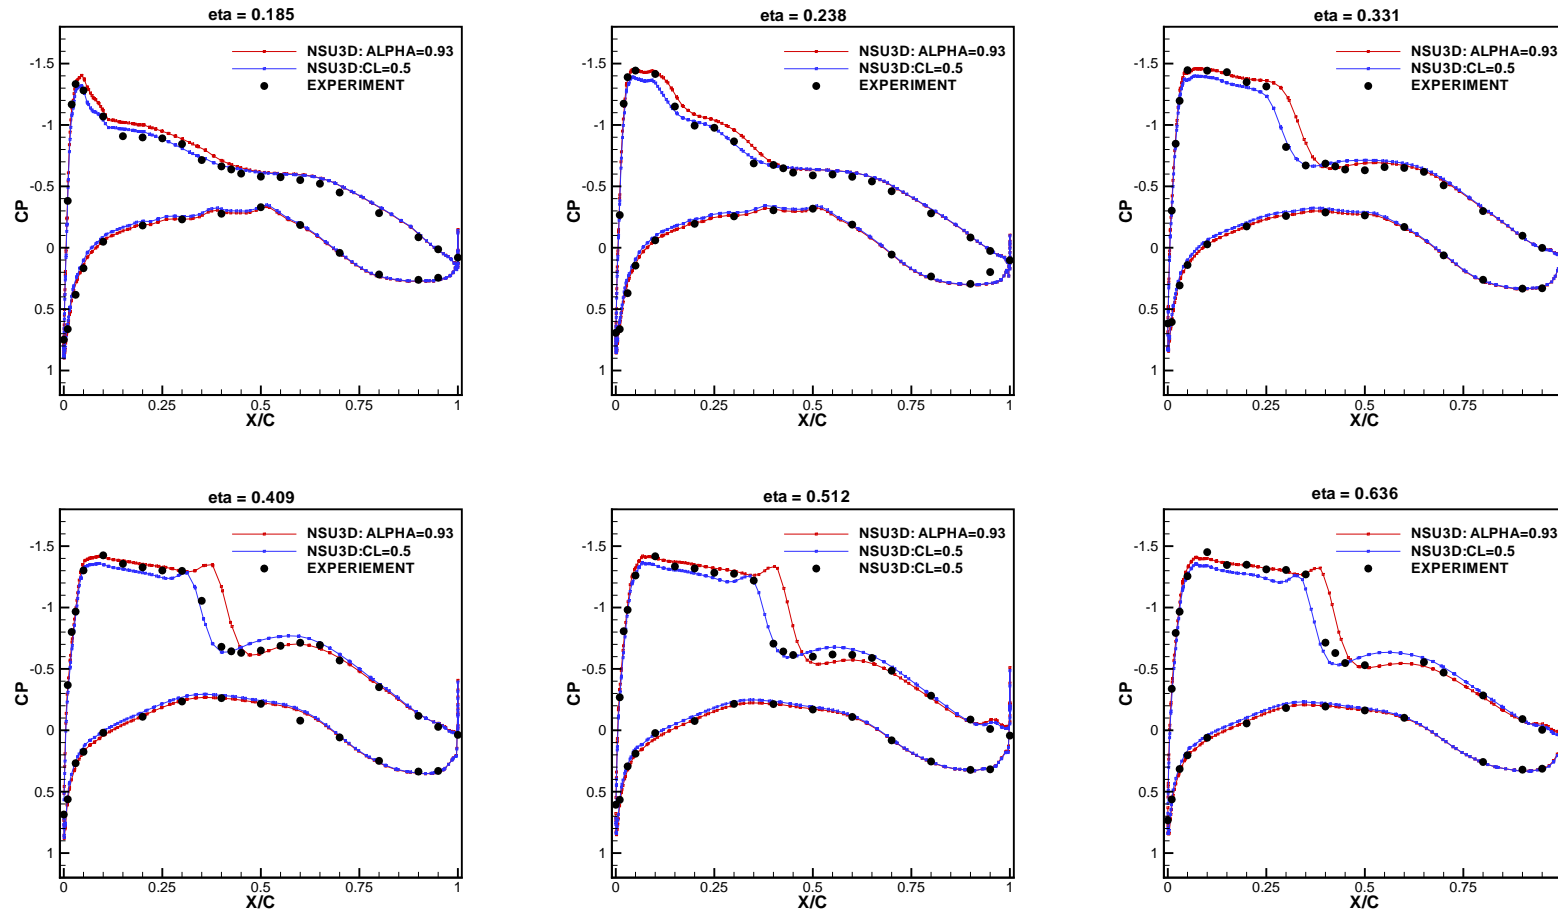 eta = 0.185
NSU3D: ALPHA=0.93
NSU3D:CL=0.5
EXPERIMENT
CP
-1.5
-1
-0.5
0
0.5
1
0 0.25 0.5 0.75 1
X/C
eta = 0.238
NSU3D: ALPHA=0.93
NSU3D:CL=0.5
EXPERIMENT
CP
-1.5
-1
-0.5
0
0.5
1
0 0.25 0.5 0.75 1
X/C
eta = 0.331
NSU3D: ALPHA=0.93
NSU3D:CL=0.5
EXPERIMENT
CP
-1.5
-1
-0.5
0
0.5
1
0 0.25 0.5 0.75
X/C
eta = 0.409
NSU3D: ALPHA=0.93
NSU3D:CL=0.5
EXPERIEMENT
CP
-1.5
-1
-0.5
0
0.5
1
0 0.25 0.5 0.75 1
X/C
eta = 0.512
NSU3D: ALPHA=0.93
NSU3D:CL=0.5
NSU3D:CL=0.5
CP
-1.5
-1
-0.5
0
0.5
1
0 0.25 0.5 0.75 1
X/C
eta = 0.636
NSU3D: ALPHA=0.93
NSU3D:CL=0.5
EXPERIMENT
CP
-1.5
-1
-0.5
0
0.5
1
0 0.25 0.5 0.75
X/C